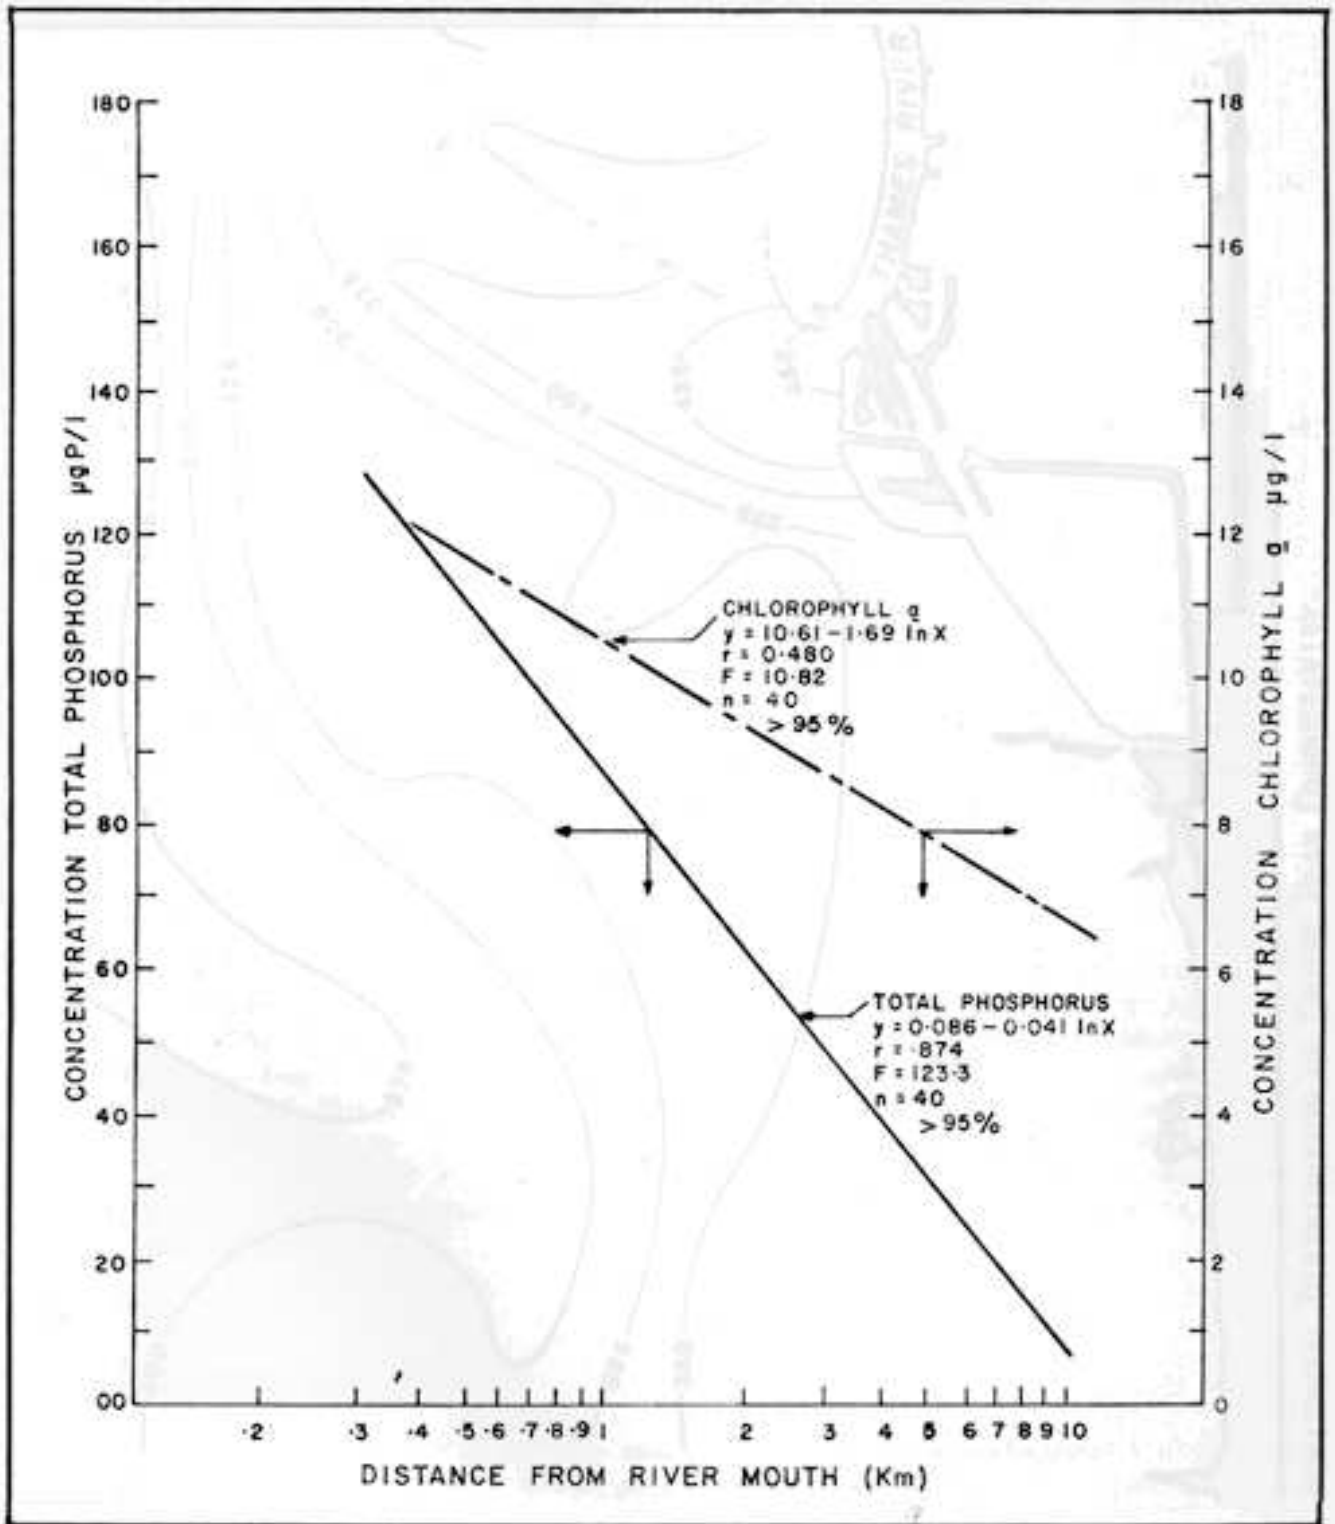 CONCENTRATION TOTAL PHOSPHORUS µgP/l
180
160
140
120
100
80
60
40
20
00
CHLOROPHYLL a
y = 10·61 - 1·69 ln X
r = 0·480
F = 10·82
n = 40
> 95%
TOTAL PHOSPHORUS
y = 0·086 - 0·041 ln X
r = ·874
F = 123·3
n = 40
> 95%
18
16
14
12
10
8
6
4
2
0
CONCENTRATION CHLOROPHYLL a µg/l
·2 ·3 ·4 ·5 ·6 ·7 ·8 ·9 1 2 3 4 5 6 7 8 9 10
DISTANCE FROM RIVER MOUTH (Km)
THAMES RIVER